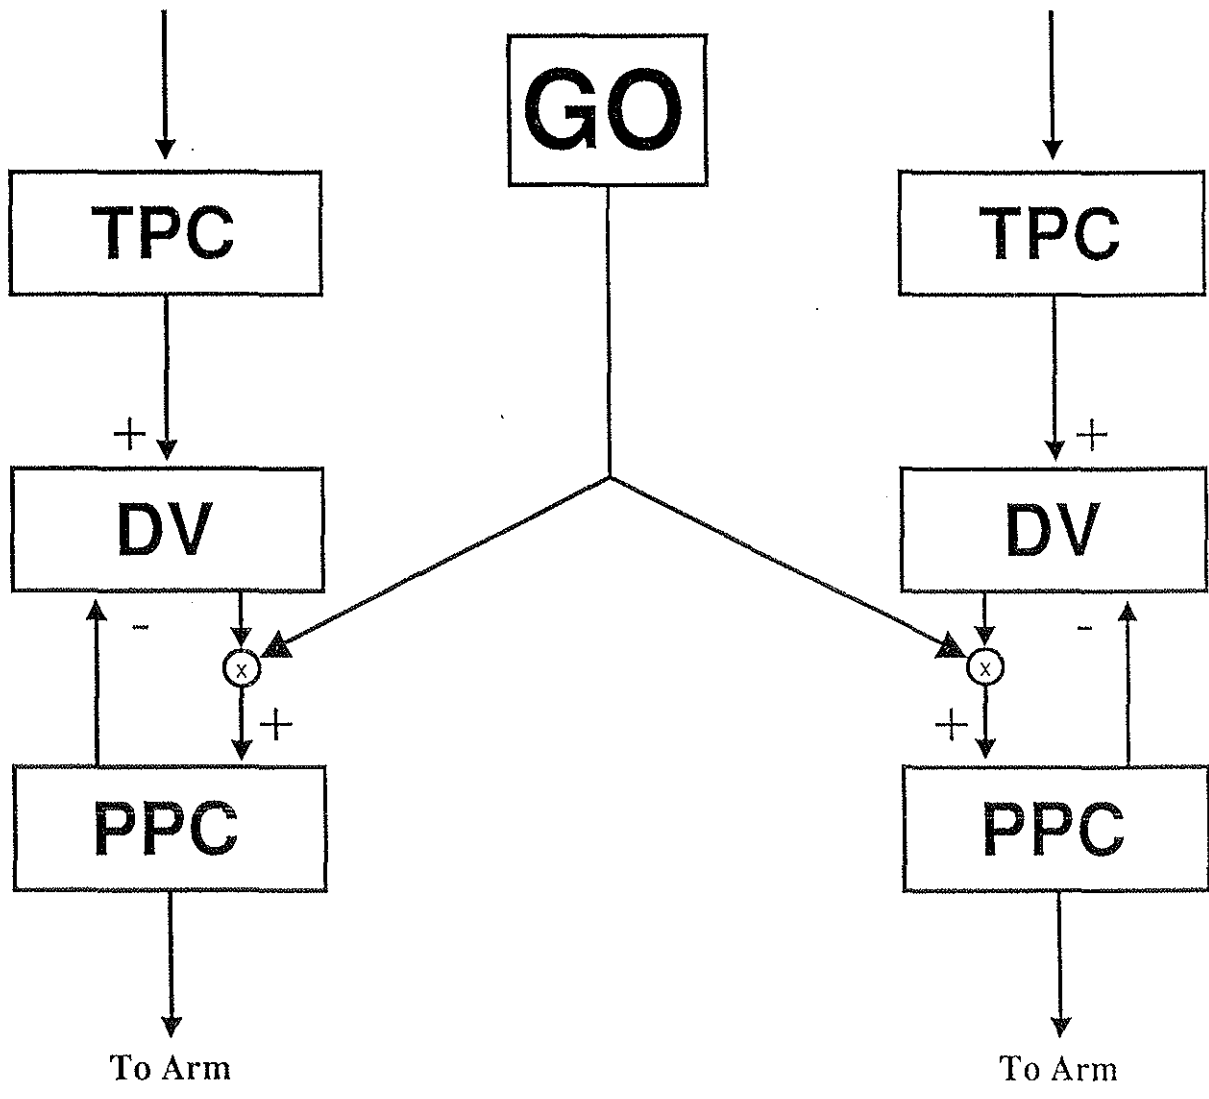 GO
TPC
TPC
+
+
DV
DV
-
-
x
x
+
+
PPC
PPC
To Arm
To Arm